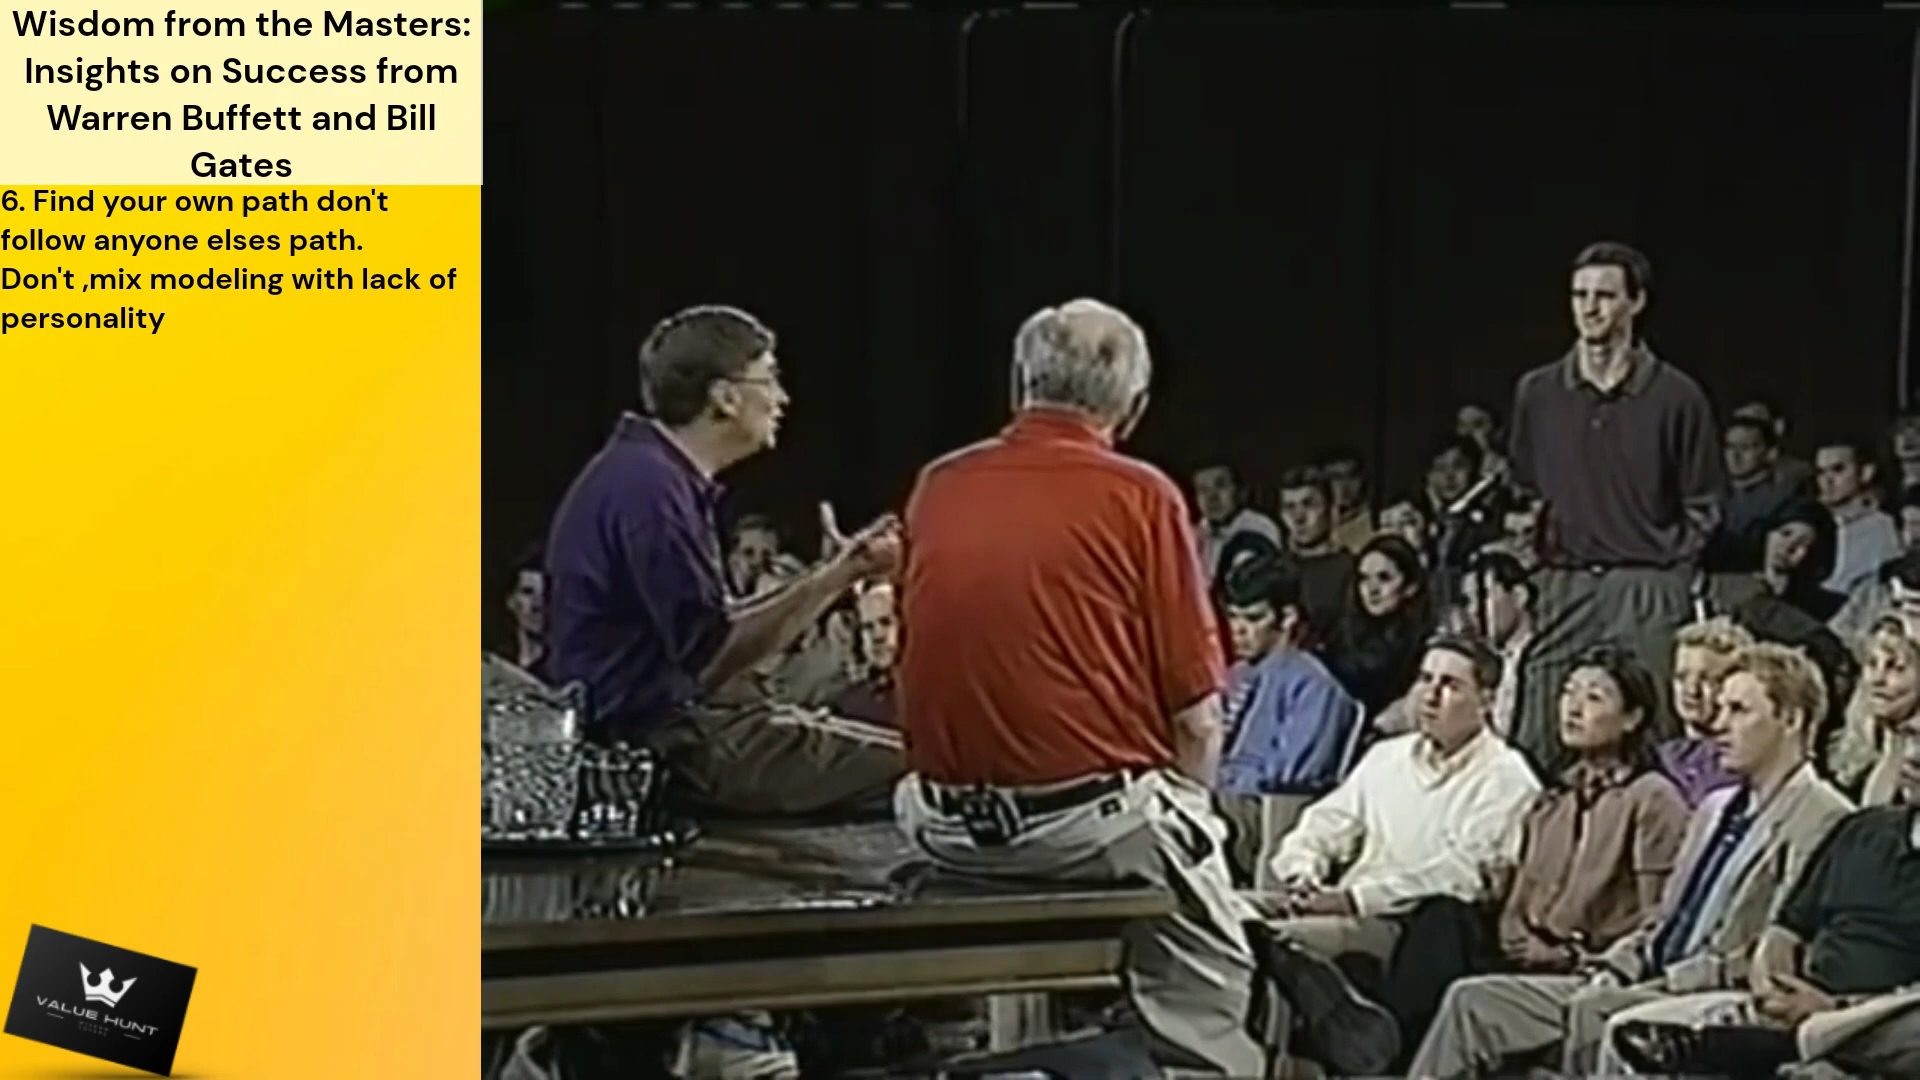 Wisdom from the Masters:
Insights on Success from
Warren Buffett and Bill
Gates
6. Find your own path don't
follow anyone elses path.
Don't ,mix modeling with lack of
personality
VALUE HUNT